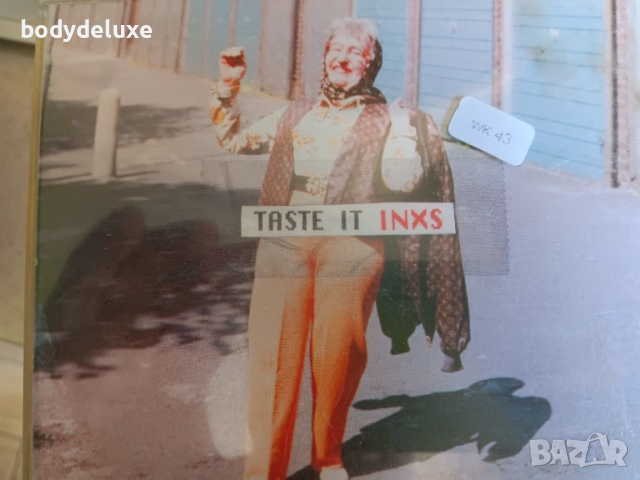 bodydeluxe
WK 43
TASTE IT INXS
BAZAR